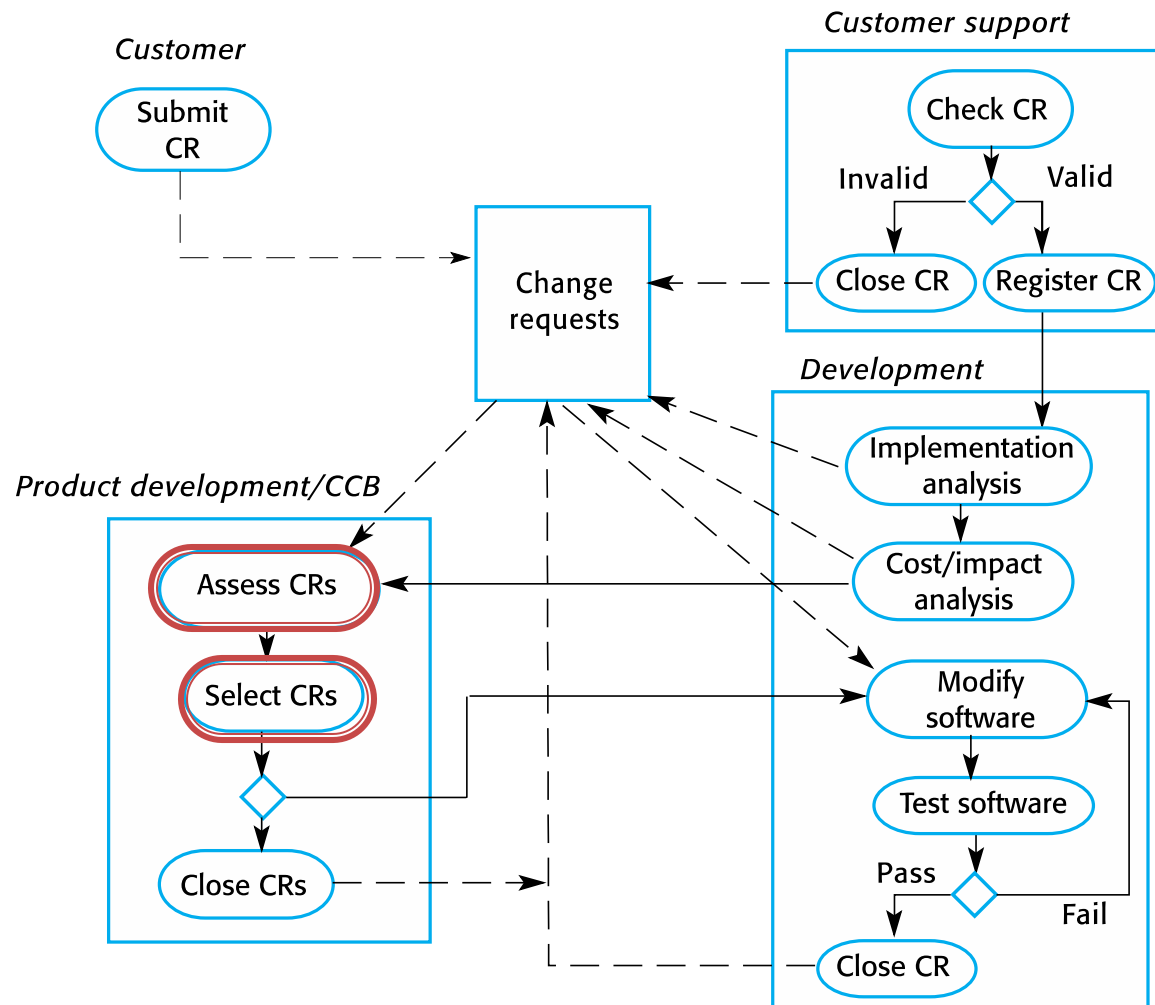 Customer
Submit
CR
Customer support
Check CR
Invalid
Valid
Close CR
Register CR
Change
requests
Development
Implementation
analysis
Cost/impact
analysis
Modify
software
Test software
Pass
Fail
Close CR
Product development/CCB
Assess CRs
Select CRs
Close CRs